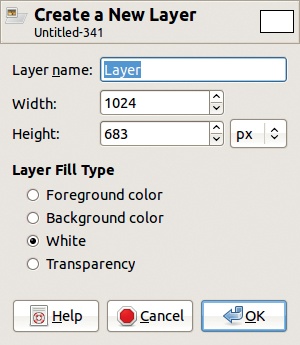 Create a New Layer
Untitled-341
Layer name: Layer
Width: 1024
Height: 683 px
Layer Fill Type
Foreground color
Background color
White
Transparency
Help Cancel OK